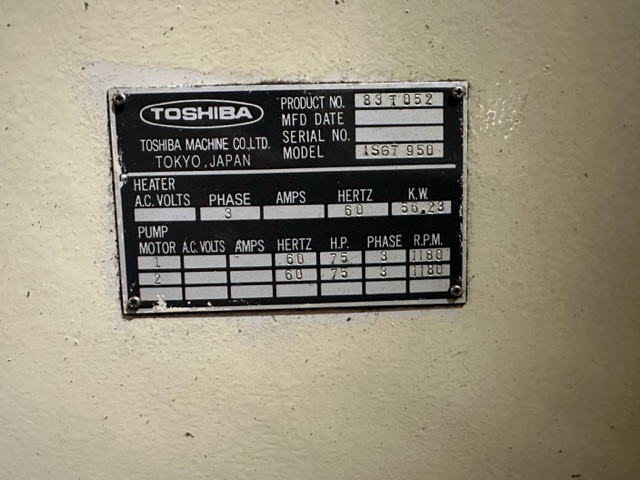 TOSHIBA
TOSHIBA MACHINE CO.,LTD.
TOKYO, JAPAN
PRODUCT NO. 83T052
MFD DATE
SERIAL NO.
MODEL ISGT 950
HEATER
A.C. VOLTS PHASE AMPS HERTZ K.W.
3 60 56.23
PUMP
MOTOR A.C. VOLTS AMPS HERTZ H.P. PHASE R.P.M.
1 60 75 3 1180
2 60 75 3 1180